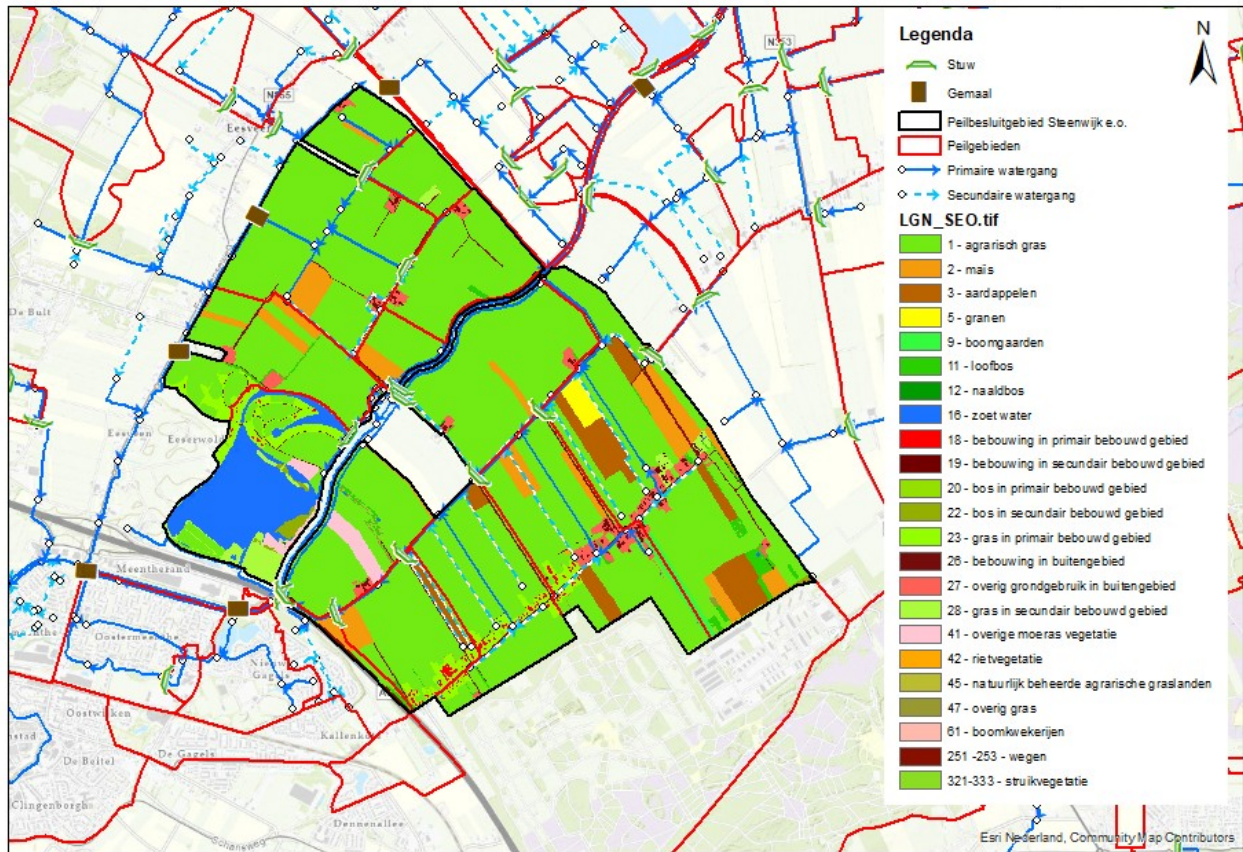 Legenda
N
Stuw
Gemaal
Peilbesluitgebied Steenwijk e.o.
Peilgebieden
Primaire watergang
Secundaire watergang
LGN_SEO.tif
1 - agrarisch gras
2 - maïs
3 - aardappelen
5 - granen
9 - boomgaarden
11 - loofbos
12 - naaldbos
16 - zoet water
18 - bebouwing in primair bebouwd gebied
19 - bebouwing in secundair bebouwd gebied
20 - bos in primair bebouwd gebied
22 - bos in secundair bebouwd gebied
23 - gras in primair bebouwd gebied
26 - bebouwing in buitengebied
27 - overig grondgebruik in buitengebied
28 - gras in secundair bebouwd gebied
41 - overige moeras vegetatie
42 - rietvegetatie
45 - natuurlijk beheerde agrarische graslanden
47 - overig gras
61 - boomkwekerijen
251 -253 - wegen
321-333 - struikvegetatie
Eesveen
De Bult
Eesveen
Eeserwold
Meentherand
Oostermeenthe
Nieuw
Gagels
Oostwijken
De Gagels
De Beitel
Kallenkote
Clingenborgh
Dennenallee
Schansweg
Esri Nederland, Community Map Contributors